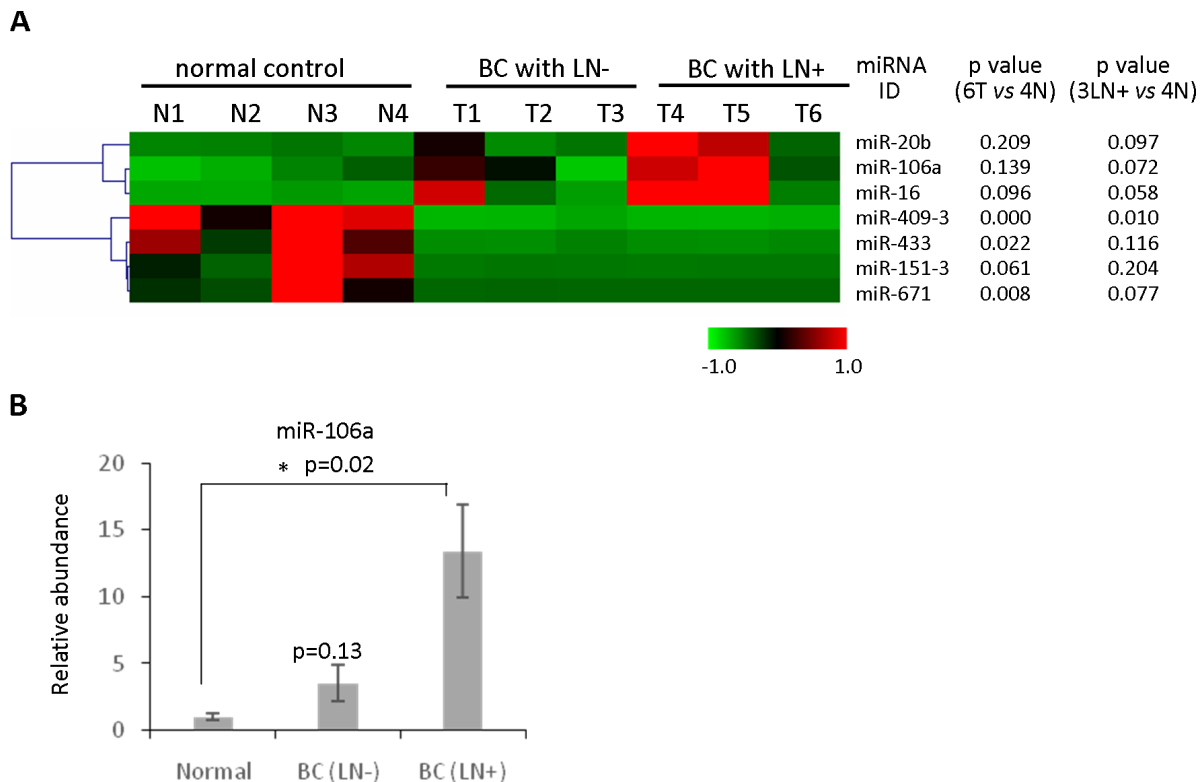 A
normal control BC with LN- BC with LN+ miRNA ID p value (6T vs 4N) p value (3LN+ vs 4N)
N1 N2 N3 N4 T1 T2 T3 T4 T5 T6
miR-20b 0.209 0.097
miR-106a 0.139 0.072
miR-16 0.096 0.058
miR-409-3 0.000 0.010
miR-433 0.022 0.116
miR-151-3 0.061 0.204
miR-671 0.008 0.077
-1.0 1.0
B
miR-106a
* p=0.02
Relative abundance
20
15
10
5
0
p=0.13
Normal BC (LN-) BC (LN+)